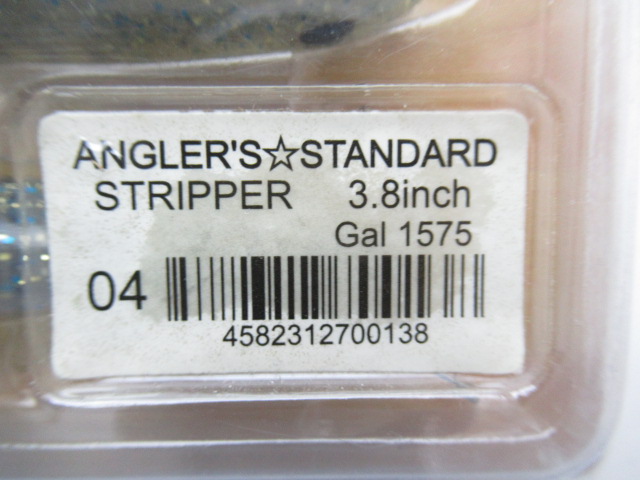 ANGLER'S☆STANDARD
STRIPPER 3.8inch
Gal 1575
04
4582312700138